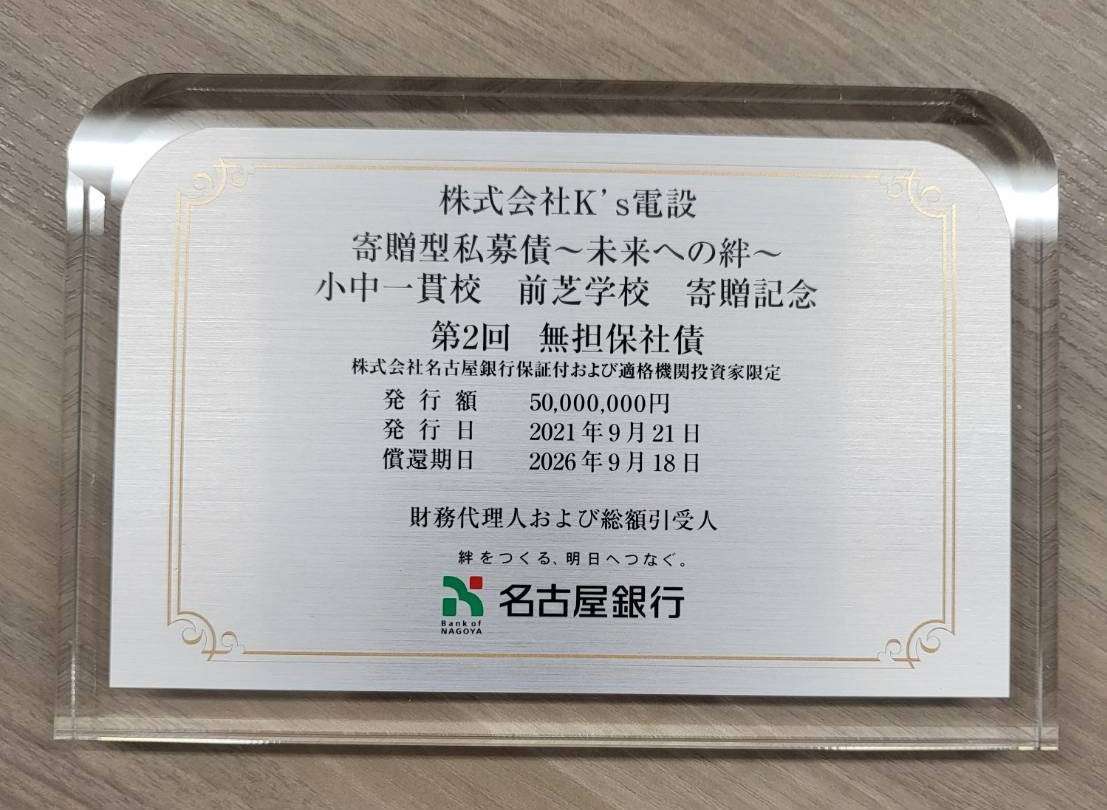 株式会社K's電設
寄贈型私募債～未来への絆～
小中一貫校　前芝学校　寄贈記念
第2回　無担保社債
株式会社名古屋銀行保証付および適格機関投資家限定
発行額　50,000,000円
発行日　2021年9月21日
償還期日　2026年9月18日
財務代理人および総額引受人
絆をつくる、明日へつなぐ。
Bank of NAGOYA 名古屋銀行